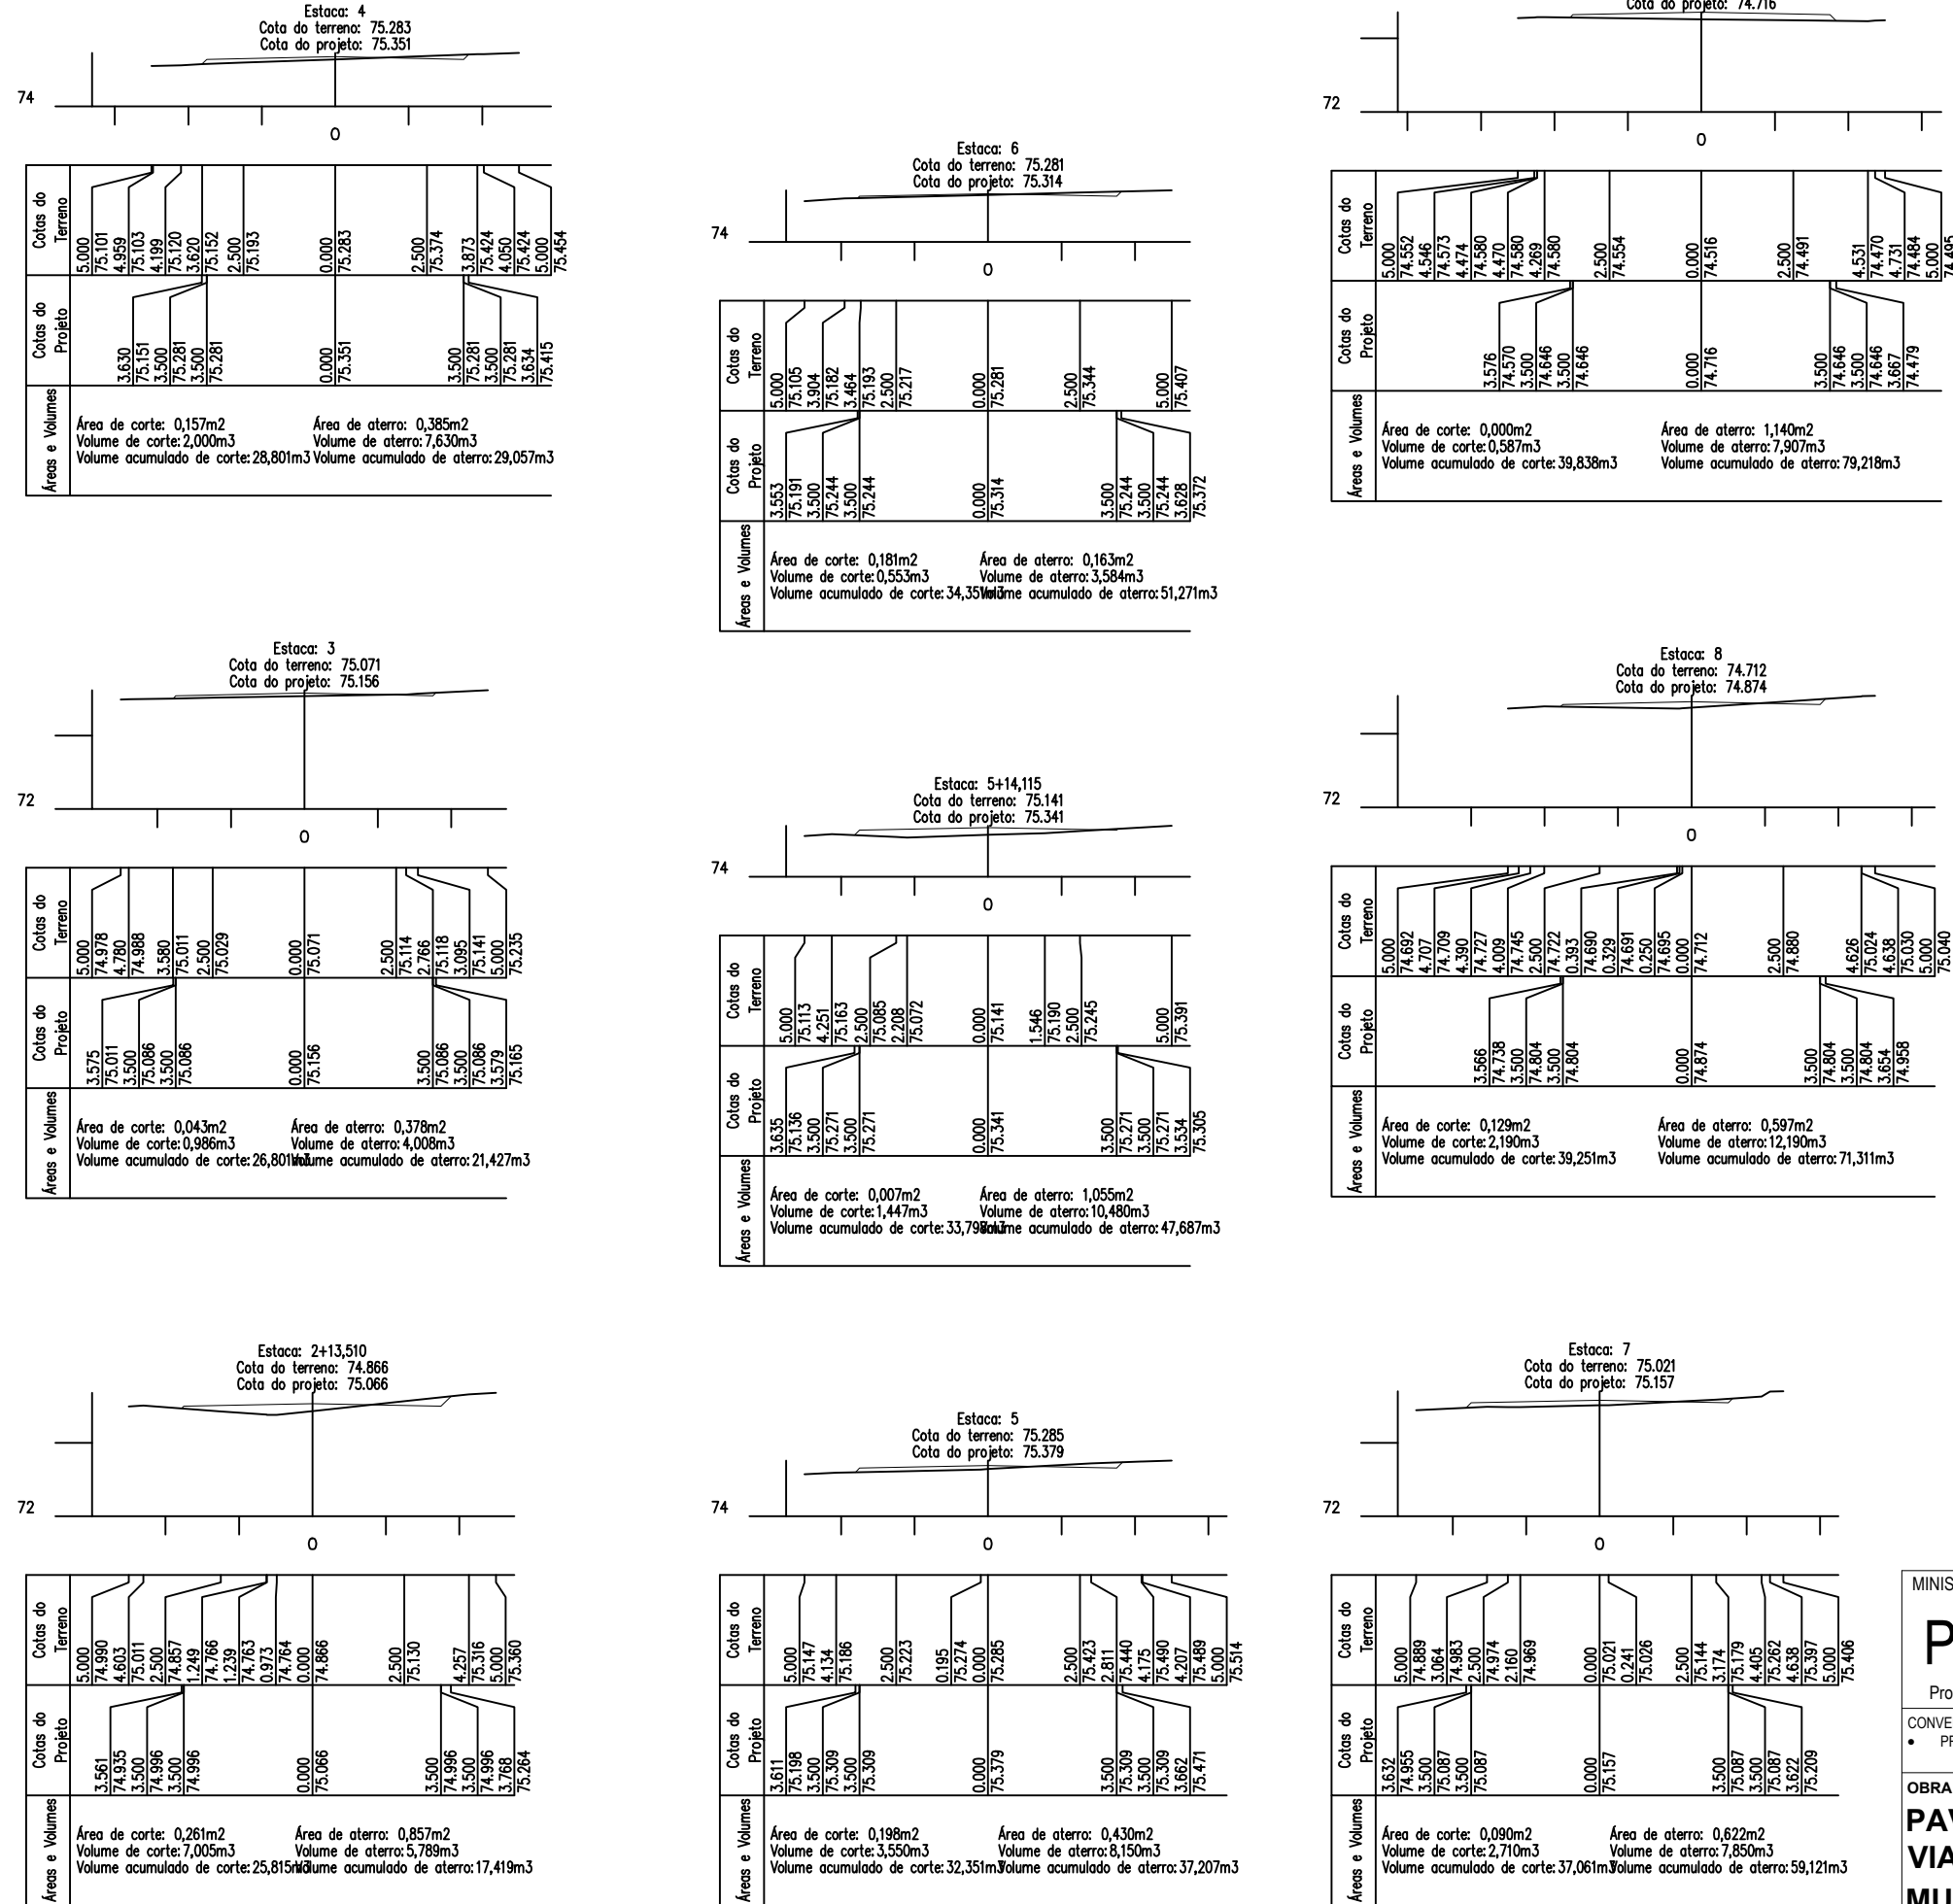 Estaca: 4
Cota do terreno: 75.283
Cota do projeto: 75.351
74
0
Cotas do Terreno
5.000 75.101 4.959 75.103 4.199 75.120 3.620 75.152 2.500 75.193 0.000 75.283 2.500 75.374 3.873 75.424 4.050 75.424 5.000 75.454
Cotas do Projeto
3.630 75.151 3.500 75.281 3.500 75.281 0.000 75.351 3.500 75.281 3.500 75.281 3.634 75.415
Áreas e Volumes
Área de corte: 0,157m2 Área de aterro: 0,385m2
Volume de corte: 2,000m3 Volume de aterro: 7,630m3
Volume acumulado de corte: 28,801m3 Volume acumulado de aterro: 29,057m3
Estaca: 3
Cota do terreno: 75.071
Cota do projeto: 75.156
72
0
Cotas do Terreno
5.000 74.978 4.780 74.988 3.580 75.011 2.500 75.029 0.000 75.071 2.500 75.114 2.766 75.118 3.095 75.141 5.000 75.235
Cotas do Projeto
3.575 75.011 3.500 75.086 3.500 75.086 0.000 75.156 3.500 75.086 3.500 75.086 3.579 75.165
Áreas e Volumes
Área de corte: 0,043m2 Área de aterro: 0,378m2
Volume de corte: 0,986m3 Volume de aterro: 4,008m3
Volume acumulado de corte: 26,801m3 Volume acumulado de aterro: 21,427m3
Estaca: 2+13,510
Cota do terreno: 74.866
Cota do projeto: 75.066
72
0
Cotas do Terreno
5.000 74.990 4.603 75.011 2.500 74.857 1.249 74.766 1.239 74.763 0.973 74.764 0.000 74.866 2.500 75.130 4.257 75.316 5.000 75.360
Cotas do Projeto
3.561 74.935 3.500 74.996 3.500 74.996 0.000 75.066 3.500 74.996 3.500 74.996 3.768 75.264
Áreas e Volumes
Área de corte: 0,261m2 Área de aterro: 0,857m2
Volume de corte: 7,005m3 Volume de aterro: 5,789m3
Volume acumulado de corte: 25,815m3 Volume acumulado de aterro: 17,419m3
Estaca: 6
Cota do terreno: 75.281
Cota do projeto: 75.314
74
0
Cotas do Terreno
5.000 75.105 3.904 75.182 3.464 75.193 2.500 75.217 0.000 75.281 2.500 75.344 5.000 75.407
Cotas do Projeto
3.553 75.191 3.500 75.244 3.500 75.244 0.000 75.314 3.500 75.244 3.500 75.244 3.628 75.372
Áreas e Volumes
Área de corte: 0,181m2 Área de aterro: 0,163m2
Volume de corte: 0,553m3 Volume de aterro: 3,584m3
Volume acumulado de corte: 34,351m3 Volume acumulado de aterro: 51,271m3
Estaca: 5+14,115
Cota do terreno: 75.141
Cota do projeto: 75.341
74
0
Cotas do Terreno
5.000 75.113 4.251 75.163 2.500 75.085 2.208 75.072 0.000 75.141 1.546 75.190 2.500 75.245 5.000 75.391
Cotas do Projeto
3.635 75.136 3.500 75.271 3.500 75.271 0.000 75.341 3.500 75.271 3.500 75.271 3.534 75.305
Áreas e Volumes
Área de corte: 0,007m2 Área de aterro: 1,055m2
Volume de corte: 1,447m3 Volume de aterro: 10,480m3
Volume acumulado de corte: 33,798m3 Volume acumulado de aterro: 47,687m3
Estaca: 5
Cota do terreno: 75.285
Cota do projeto: 75.379
74
0
Cotas do Terreno
5.000 75.147 4.134 75.186 2.500 75.223 0.195 75.274 0.000 75.285 2.500 75.423 2.811 75.440 4.175 75.490 4.207 75.489 5.000 75.514
Cotas do Projeto
3.611 75.198 3.500 75.309 3.500 75.309 0.000 75.379 3.500 75.309 3.500 75.309 3.662 75.471
Áreas e Volumes
Área de corte: 0,198m2 Área de aterro: 0,430m2
Volume de corte: 3,550m3 Volume de aterro: 8,150m3
Volume acumulado de corte: 32,351m3 Volume acumulado de aterro: 37,207m3
Cota do projeto: 74.716
72
0
Cotas do Terreno
5.000 74.552 4.546 74.573 4.474 74.580 4.470 74.580 4.269 74.580 2.500 74.554 0.000 74.516 2.500 74.491 4.531 74.470 4.731 74.484 5.000 74.495
Cotas do Projeto
3.576 74.570 3.500 74.646 3.500 74.646 0.000 74.716 3.500 74.646 3.500 74.646 3.667 74.479
Áreas e Volumes
Área de corte: 0,000m2 Área de aterro: 1,140m2
Volume de corte: 0,587m3 Volume de aterro: 7,907m3
Volume acumulado de corte: 39,838m3 Volume acumulado de aterro: 79,218m3
Estaca: 8
Cota do terreno: 74.712
Cota do projeto: 74.874
72
0
Cotas do Terreno
5.000 74.692 4.707 74.709 4.390 74.727 4.009 74.745 2.500 74.722 0.393 74.690 0.329 74.691 0.250 74.695 0.000 74.712 2.500 74.880 4.626 75.024 4.638 75.030 5.000 75.040
Cotas do Projeto
3.566 74.738 3.500 74.804 3.500 74.804 0.000 74.874 3.500 74.804 3.500 74.804 3.654 74.958
Áreas e Volumes
Área de corte: 0,129m2 Área de aterro: 0,597m2
Volume de corte: 2,190m3 Volume de aterro: 12,190m3
Volume acumulado de corte: 39,251m3 Volume acumulado de aterro: 71,311m3
Estaca: 7
Cota do terreno: 75.021
Cota do projeto: 75.157
72
0
Cotas do Terreno
5.000 74.889 3.064 74.983 2.500 74.974 2.160 74.969 0.000 75.021 0.241 75.026 2.500 75.144 3.174 75.179 4.405 75.262 4.638 75.397 5.000 75.406
Cotas do Projeto
3.632 74.955 3.500 75.087 3.500 75.087 0.000 75.157 3.500 75.087 3.500 75.087 3.622 75.209
Áreas e Volumes
Área de corte: 0,090m2 Área de aterro: 0,622m2
Volume de corte: 2,710m3 Volume de aterro: 7,850m3
Volume acumulado de corte: 37,061m3 Volume acumulado de aterro: 59,121m3
MINIS
P
Pro
CONVE
• PR
OBRA
PAV
VIA
MU